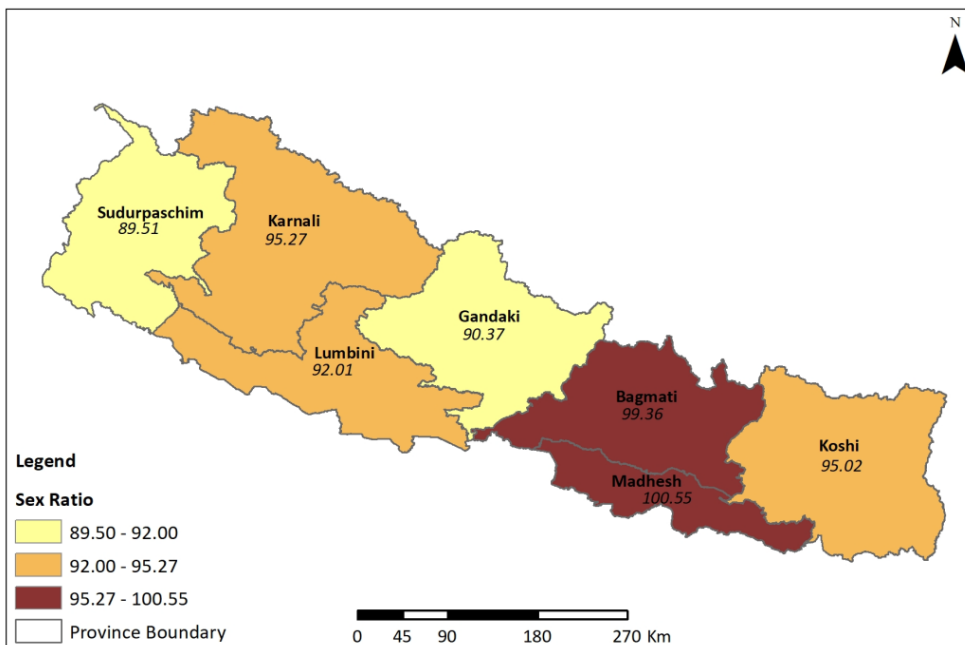 N
Sudurpaschim
89.51
Karnali
95.27
Gandaki
90.37
Lumbini
92.01
Bagmati
99.36
Koshi
95.02
Madhesh
100.55
Legend
Sex Ratio
89.50 - 92.00
92.00 - 95.27
95.27 - 100.55
Province Boundary
0 45 90 180 270 Km